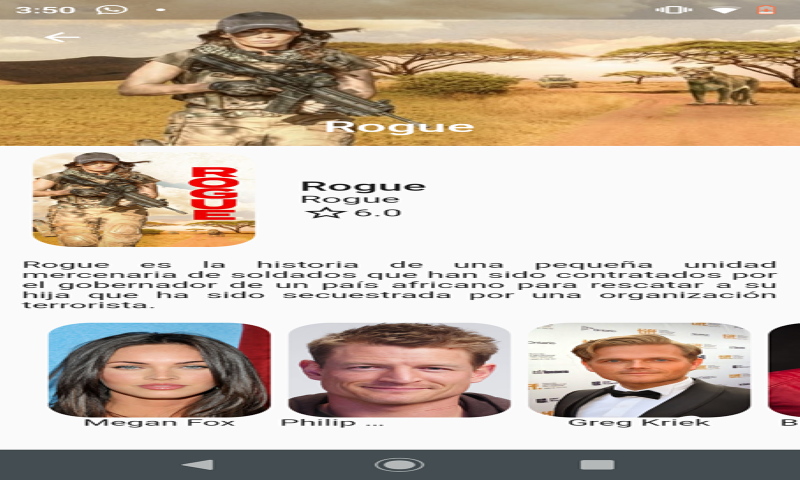 3:50
Rogue
ROGUE
Rogue
Rogue
6.0
Rogue es la historia de una pequeña unidad
mercenaria de soldados que han sido contratados por
el gobernador de un país africano para rescatar a su
hija que ha sido secuestrada por una organización
terrorista.
Megan Fox
Philip ...
Greg Kriek
B